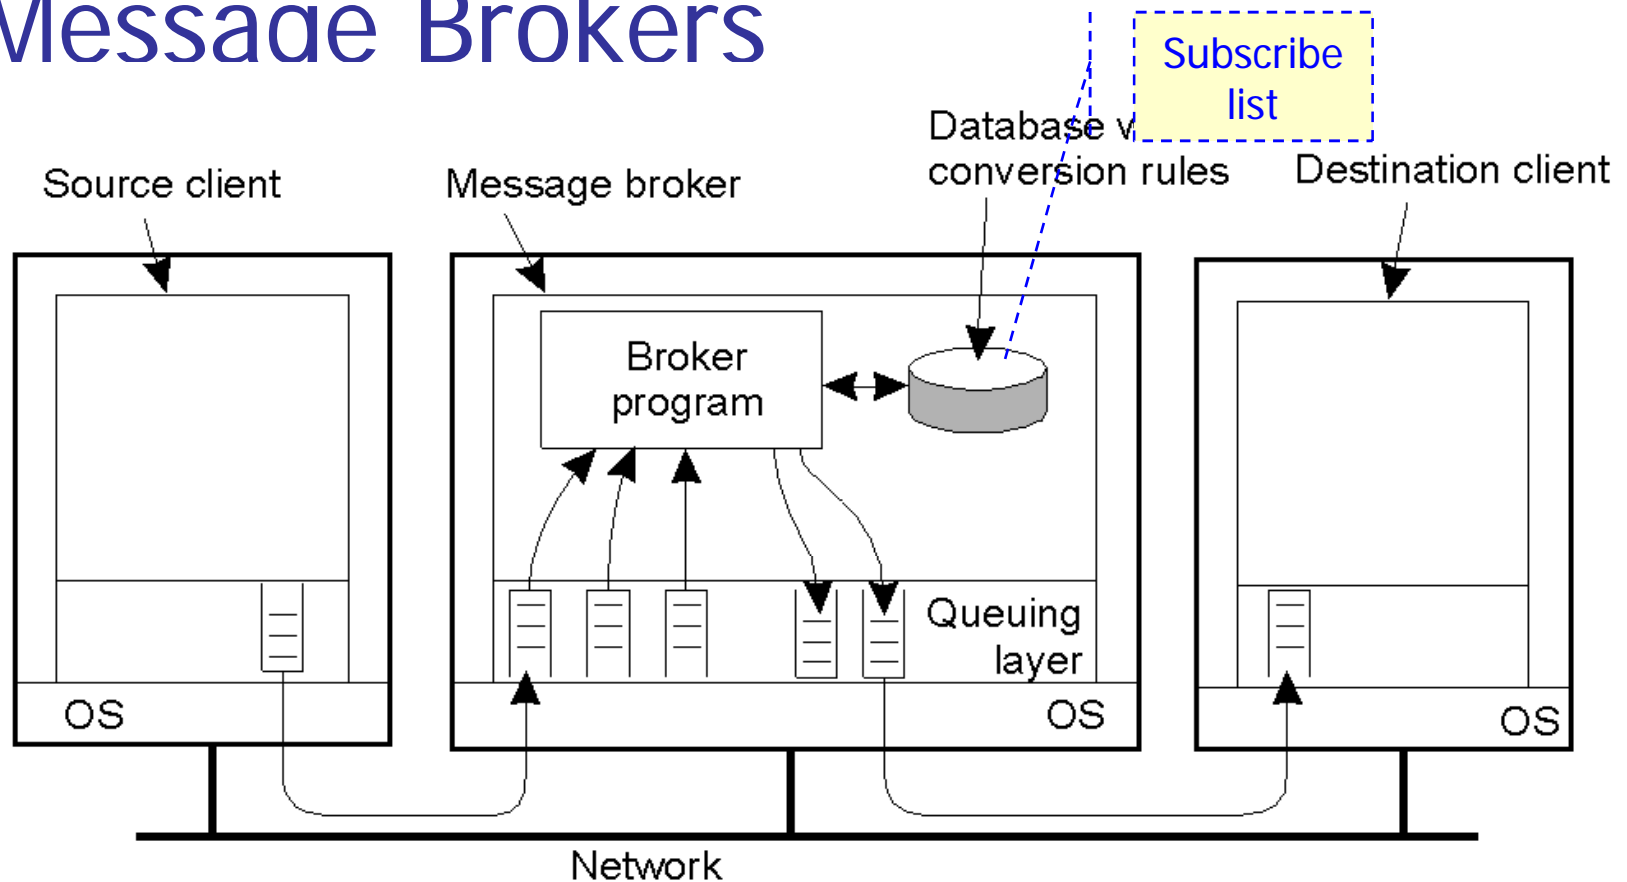 Message Brokers
Subscribe
list
Database
conversion rules
Source client
Message broker
Destination client
Broker
program
Queuing
layer
OS
OS
OS
Network